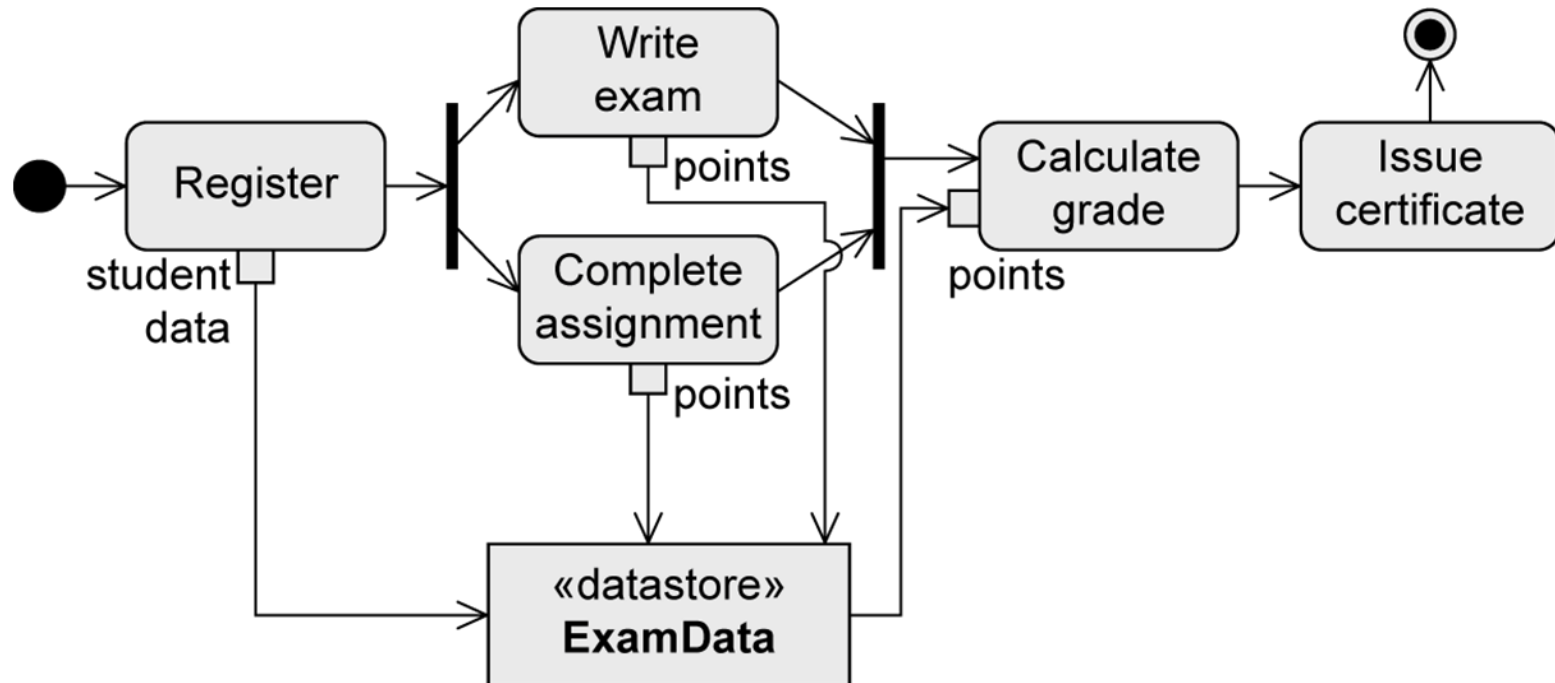 Write
exam
points
Register
student
data
Complete
assignment
points
Calculate
grade
points
Issue
certificate
«datastore»
ExamData